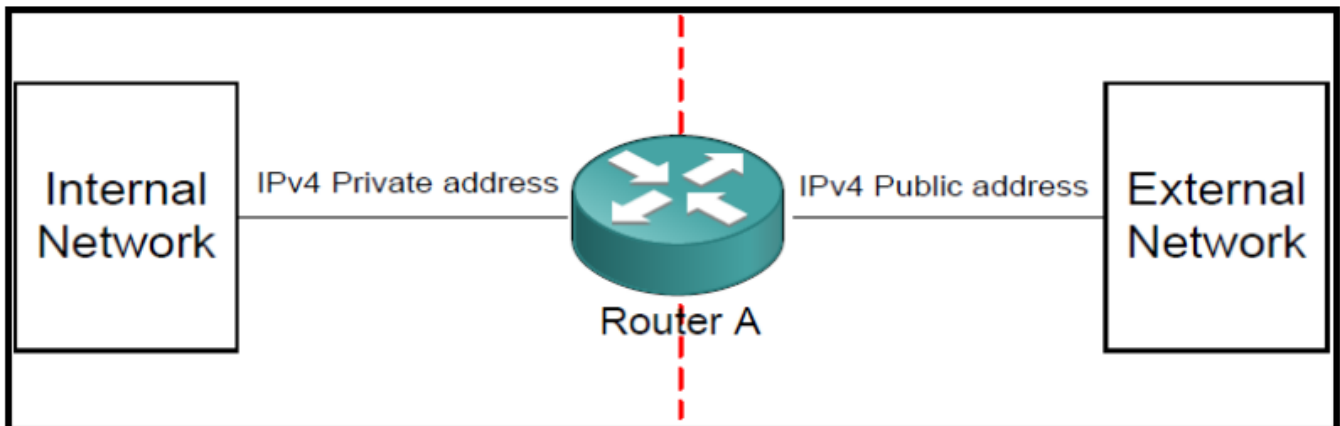 Internal
Network
IPv4 Private address
Router A
IPv4 Public address
External
Network